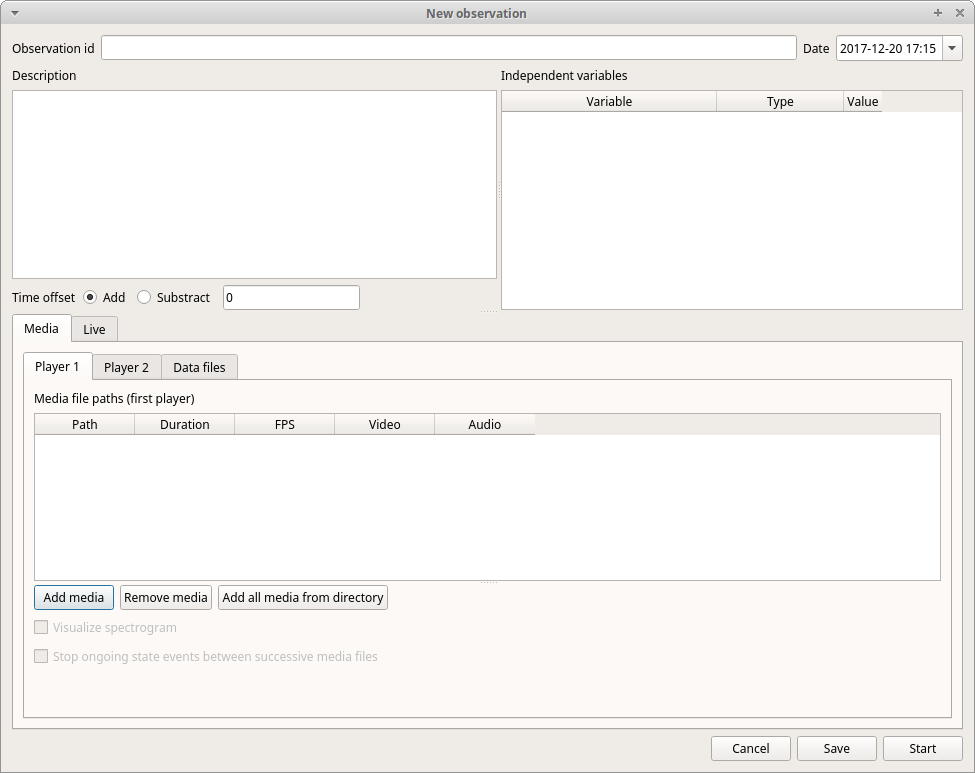 New observation
Observation id
Date 2017-12-20 17:15
Description
Independent variables
Variable Type Value
Time offset Add Substract 0
Media Live
Player 1 Player 2 Data files
Media file paths (first player)
Path Duration FPS Video Audio
Add media Remove media Add all media from directory
Visualize spectrogram
Stop ongoing state events between successive media files
Cancel Save Start